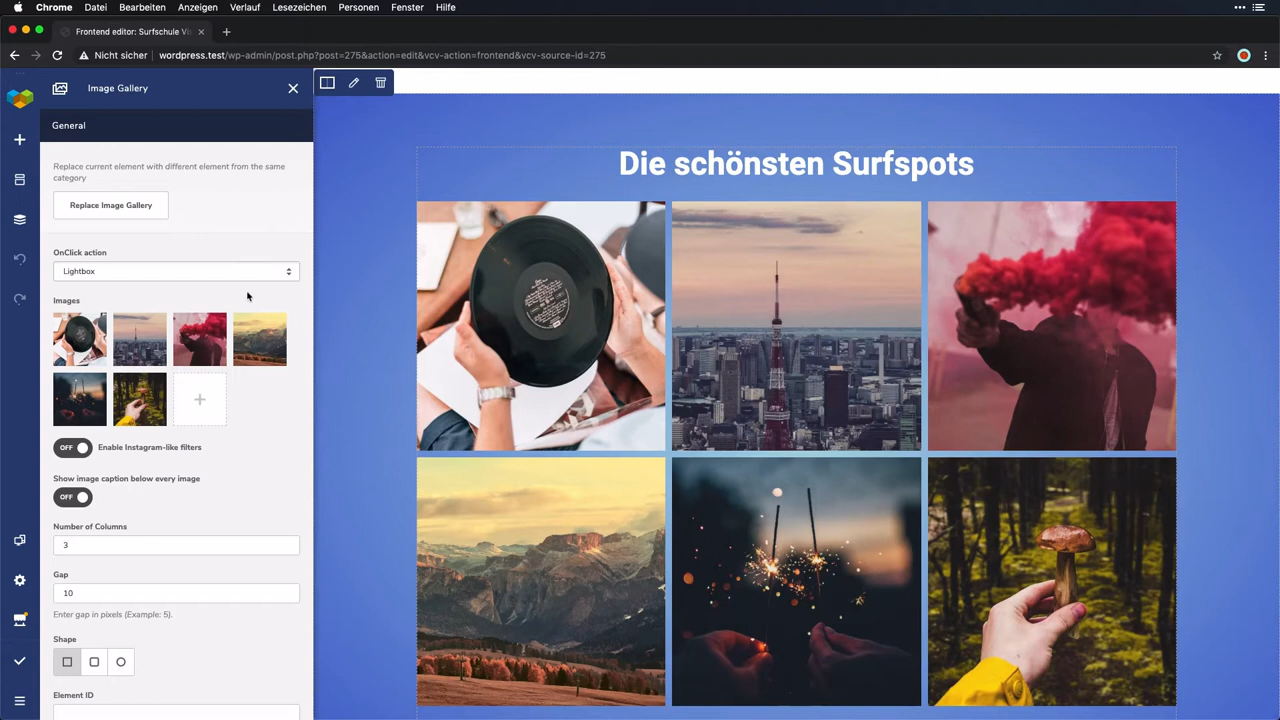 Chrome Datei Bearbeiten Anzeigen Verlauf Lesezeichen Personen Fenster Hilfe
Frontend editor: Surfschule Vi
Nicht sicher wordpress.test/wp-admin/post.php?post=275&action=edit&vcv-action=frontend&vcv-source-id=275
Image Gallery
General
Replace current element with different element from the same
category
Replace Image Gallery
OnClick action
Lightbox
Images
OFF Enable Instagram-like filters
Show image caption below every image
OFF
Number of Columns
3
Gap
10
Enter gap in pixels (Example: 5).
Shape
Element ID
Die schönsten Surfspots